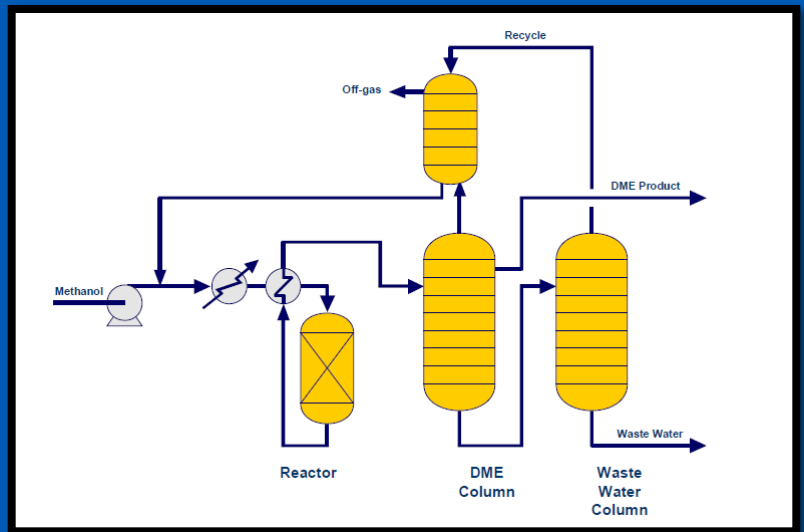 Recycle
Off-gas
DME Product
Methanol
Waste Water
Reactor
DME
Column
Waste
Water
Column